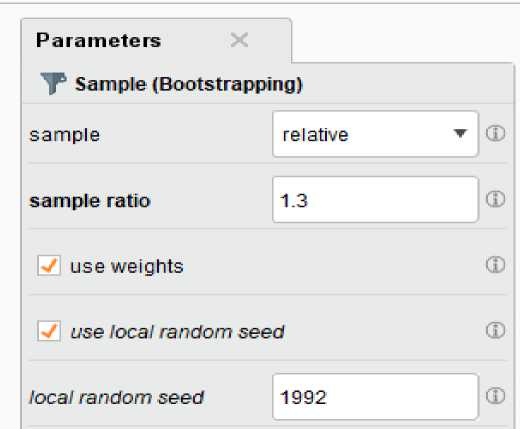 Parameters
Sample (Bootstrapping)
sample relative
sample ratio 1.3
use weights
use local random seed
local random seed 1992